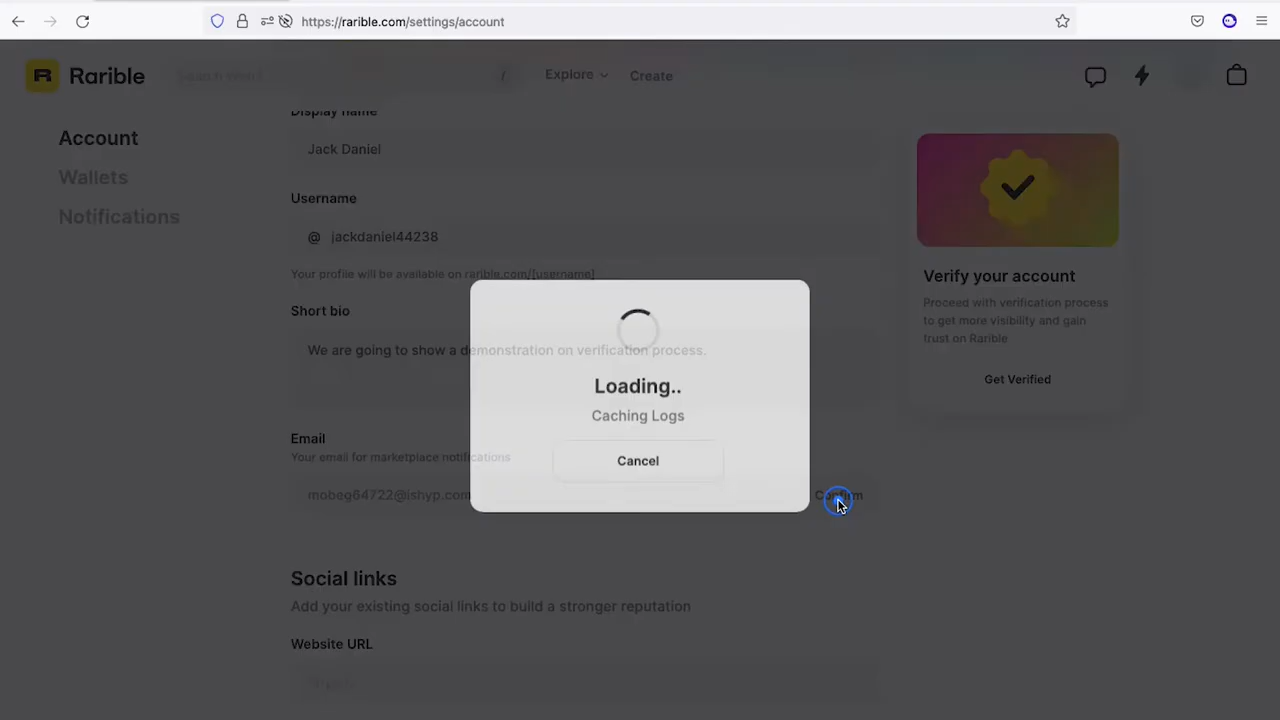 https://rarible.com/settings/account
Rarible
/
Explore
Create
Account
Wallets
Notifications
Display name
Jack Daniel
Username
@ jackdaniel44238
Your profile will be available on rarible.com/[username]
Short bio
We are going to show a demonstration on verification process.
Email
Your email for marketplace notifications
mobeg64722@ishyp.com
Confirm
Loading..
Caching Logs
Cancel
Verify your account
Proceed with verification process
to get more visibility and gain
trust on Rarible
Get Verified
Social links
Add your existing social links to build a stronger reputation
Website URL